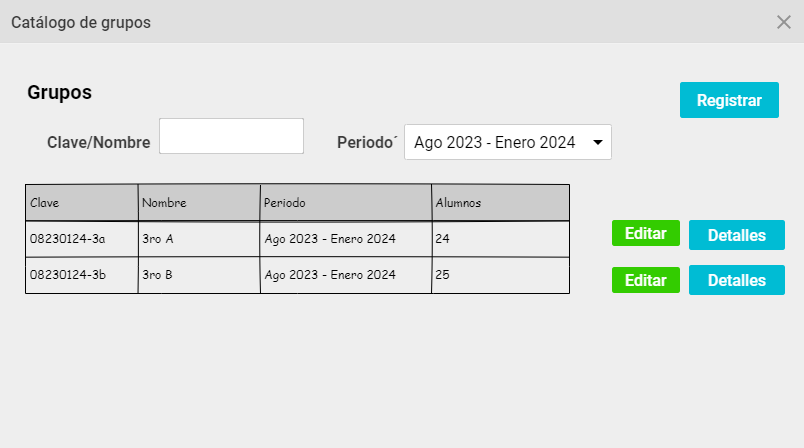 Catálogo de grupos
Grupos
Registrar
Clave/Nombre Periodo´ Ago 2023 - Enero 2024
Clave Nombre Periodo Alumnos
08230124-3a 3ro A Ago 2023 - Enero 2024 24 Editar Detalles
08230124-3b 3ro B Ago 2023 - Enero 2024 25 Editar Detalles